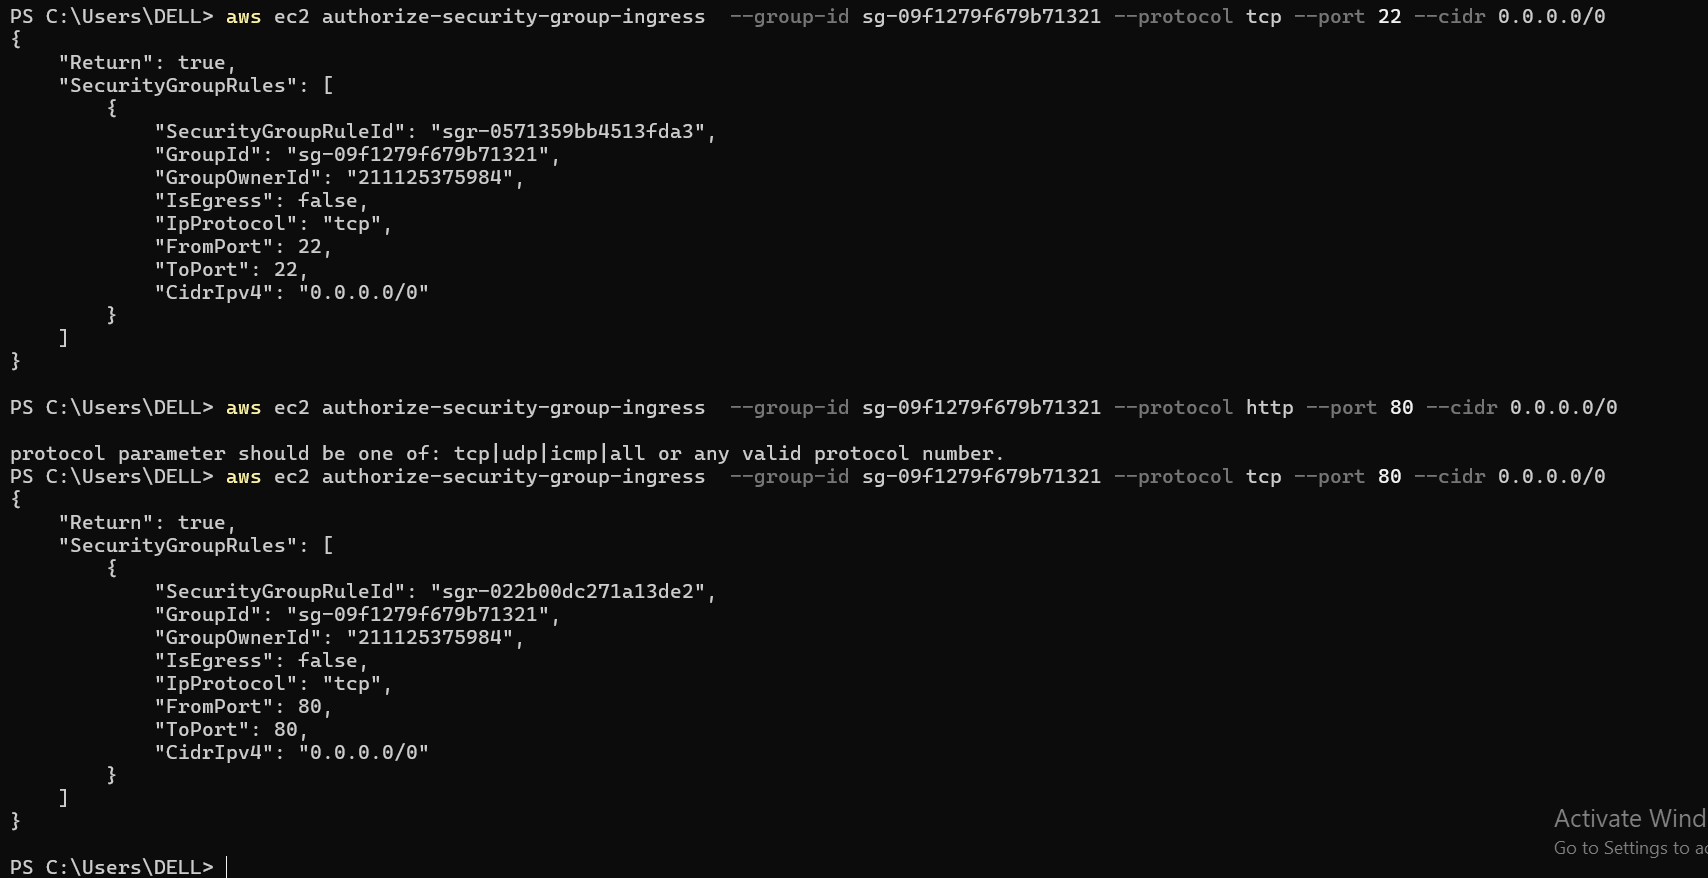 PS C:\Users\DELL> aws ec2 authorize-security-group-ingress  --group-id sg-09f1279f679b71321 --protocol tcp --port 22 --cidr 0.0.0.0/0
{
    "Return": true,
    "SecurityGroupRules": [
        {
            "SecurityGroupRuleId": "sgr-0571359bb4513fda3",
            "GroupId": "sg-09f1279f679b71321",
            "GroupOwnerId": "211125375984",
            "IsEgress": false,
            "IpProtocol": "tcp",
            "FromPort": 22,
            "ToPort": 22,
            "CidrIpv4": "0.0.0.0/0"
        }
    ]
}
PS C:\Users\DELL> aws ec2 authorize-security-group-ingress  --group-id sg-09f1279f679b71321 --protocol http --port 80 --cidr 0.0.0.0/0
protocol parameter should be one of: tcp|udp|icmp|all or any valid protocol number.
PS C:\Users\DELL> aws ec2 authorize-security-group-ingress  --group-id sg-09f1279f679b71321 --protocol tcp --port 80 --cidr 0.0.0.0/0
{
    "Return": true,
    "SecurityGroupRules": [
        {
            "SecurityGroupRuleId": "sgr-022b00dc271a13de2",
            "GroupId": "sg-09f1279f679b71321",
            "GroupOwnerId": "211125375984",
            "IsEgress": false,
            "IpProtocol": "tcp",
            "FromPort": 80,
            "ToPort": 80,
            "CidrIpv4": "0.0.0.0/0"
        }
    ]
}
Activate Wind
Go to Settings to ac
PS C:\Users\DELL>